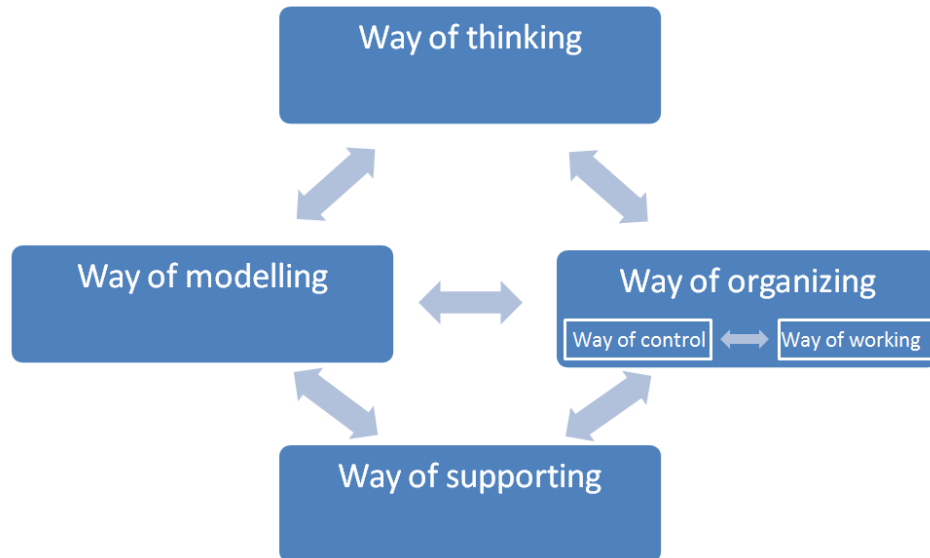 Way of thinking
Way of modelling
Way of organizing
Way of control
Way of working
Way of supporting